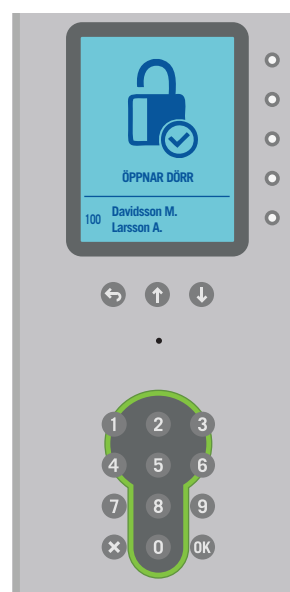 ÖPPNAR DÖRR
100 Davidsson M.
Larsson A.
1 2 3
4 5 6
7 8 9
0 OK